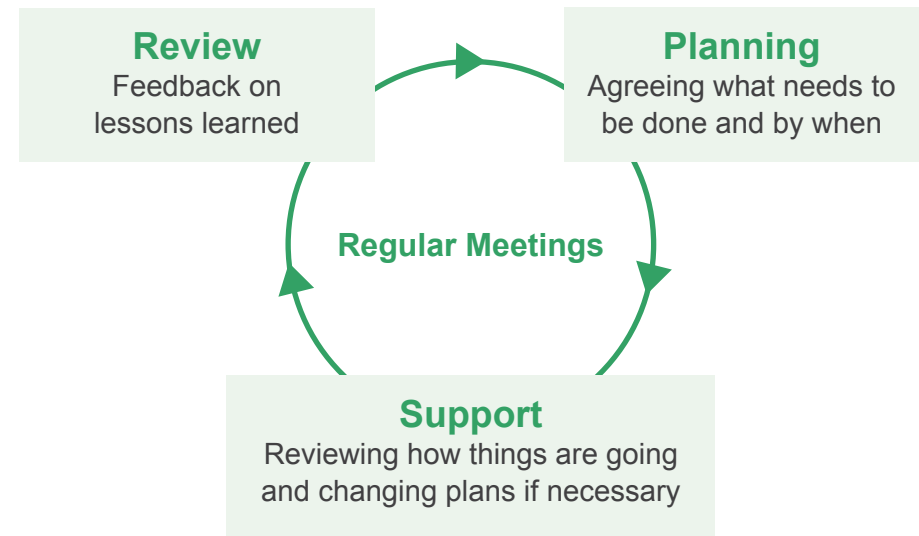 Review
Feedback on
lessons learned
Planning
Agreeing what needs to
be done and by when
Regular Meetings
Support
Reviewing how things are going
and changing plans if necessary